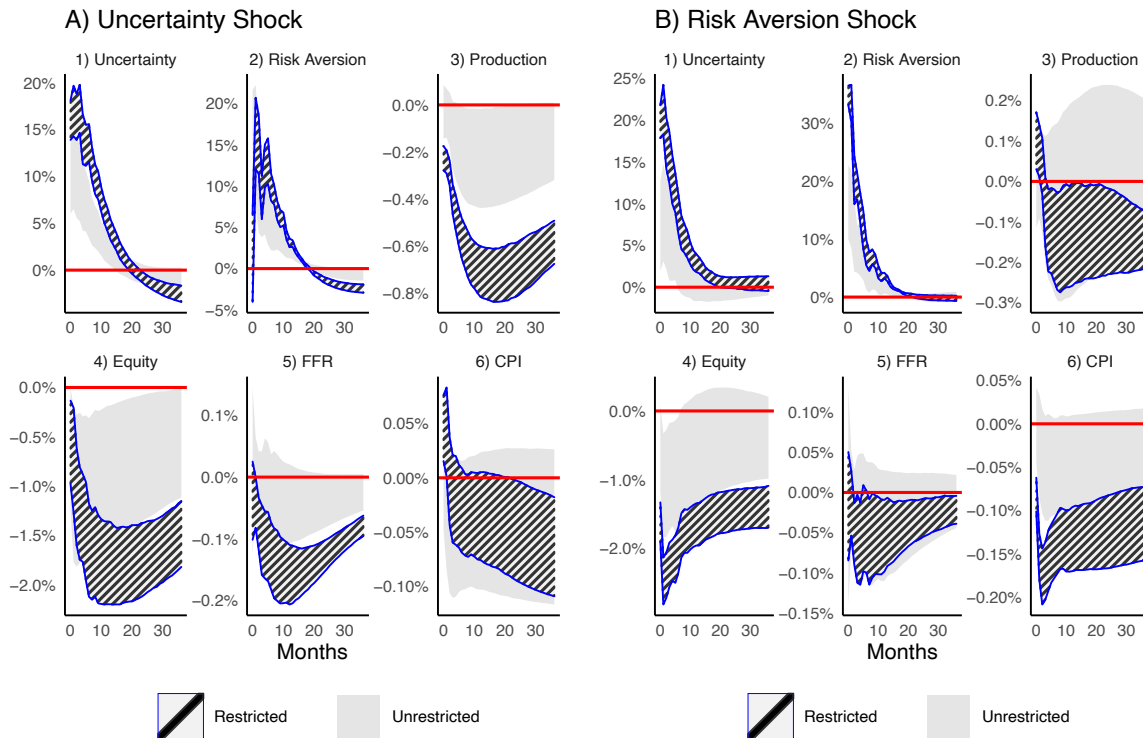 A) Uncertainty Shock
B) Risk Aversion Shock
1) Uncertainty
2) Risk Aversion
3) Production
1) Uncertainty
2) Risk Aversion
3) Production
20%
15%
10%
5%
0%
20%
15%
10%
5%
0%
−5%
0.0%
−0.2%
−0.4%
−0.6%
−0.8%
25%
20%
15%
10%
5%
0%
30%
20%
10%
0%
0.2%
0.1%
0.0%
−0.1%
−0.2%
−0.3%
0 10 20 30
0 10 20 30
0 10 20 30
0 10 20 30
0 10 20 30
0 10 20 30
4) Equity
5) FFR
6) CPI
4) Equity
5) FFR
6) CPI
0.0%
−0.5%
−1.0%
−1.5%
−2.0%
0.1%
0.0%
−0.1%
−0.2%
0.05%
0.00%
−0.05%
−0.10%
0.0%
−1.0%
−2.0%
0.10%
0.05%
0.00%
−0.05%
−0.10%
−0.15%
0.05%
0.00%
−0.05%
−0.10%
−0.15%
−0.20%
0 10 20 30
0 10 20 30
0 10 20 30
0 10 20 30
0 10 20 30
0 10 20 30
Months
Months
Restricted
Unrestricted
Restricted
Unrestricted